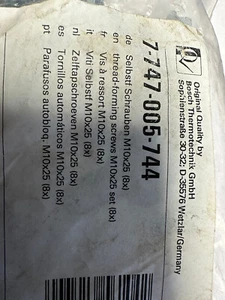 Original Quality by
Bosch Thermotechnik GmbH
Sophienstraße 30-32; D-35576 Wetzlar/Germany
7-747-005-744
de Selbstf Schrauben M10x25 (8x)
en thread-forming screws M10x25 set (8x)
fr Vis à ressort M10x25 (8x)
it Viti Selbstf M10x25 (8x)
nl Zelftapschroeven M10x25 (8x)
es Tornillos automáticos M10x25 (8x)
pt Parafusos autobloq. M10x25 (8x)